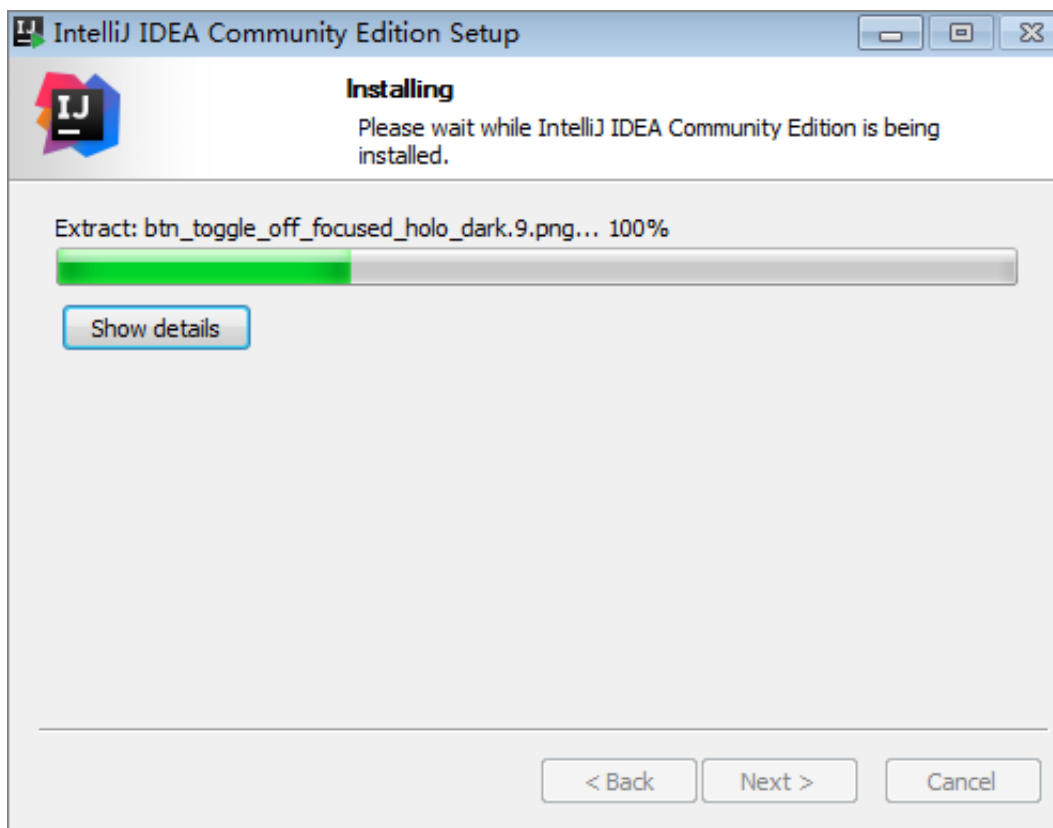 IntelliJ IDEA Community Edition Setup
IJ
Installing
Please wait while IntelliJ IDEA Community Edition is being
installed.
Extract: btn_toggle_off_focused_holo_dark.9.png... 100%
Show details
< Back
Next >
Cancel